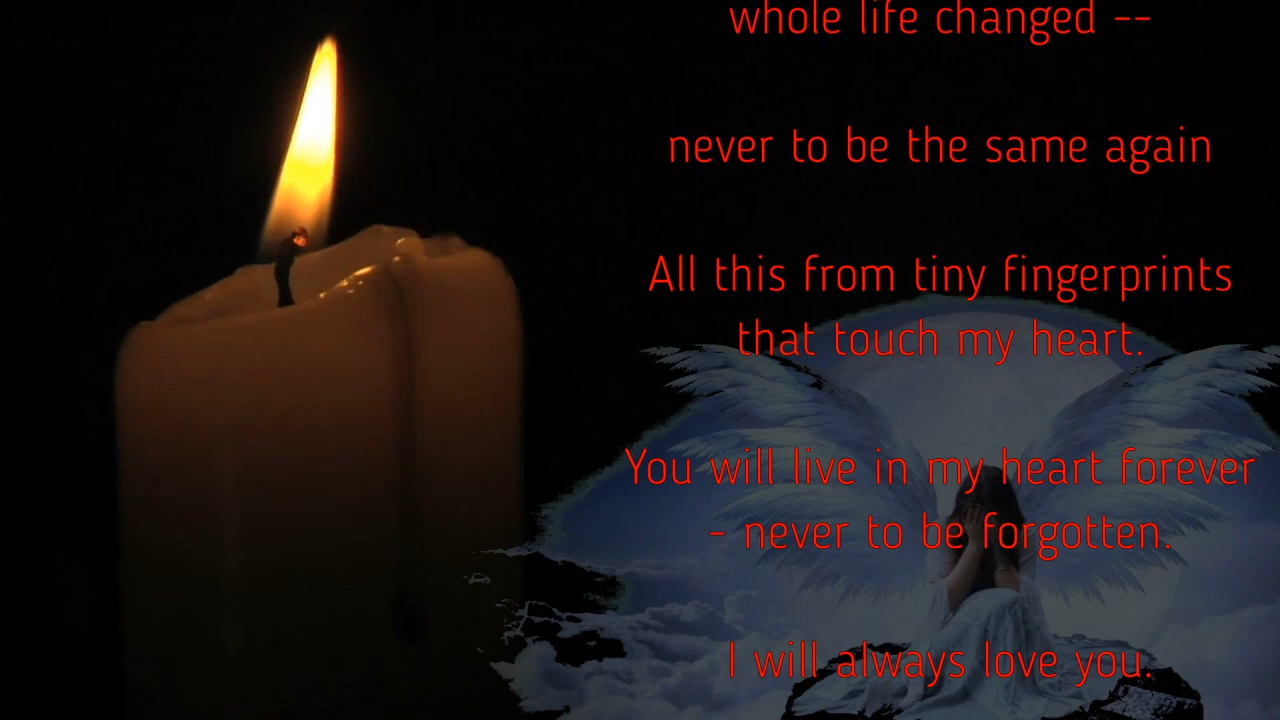 whole life changed --
never to be the same again
All this from tiny fingerprints
that touch my heart.
You will live in my heart forever
- never to be forgotten.
I will always love you.